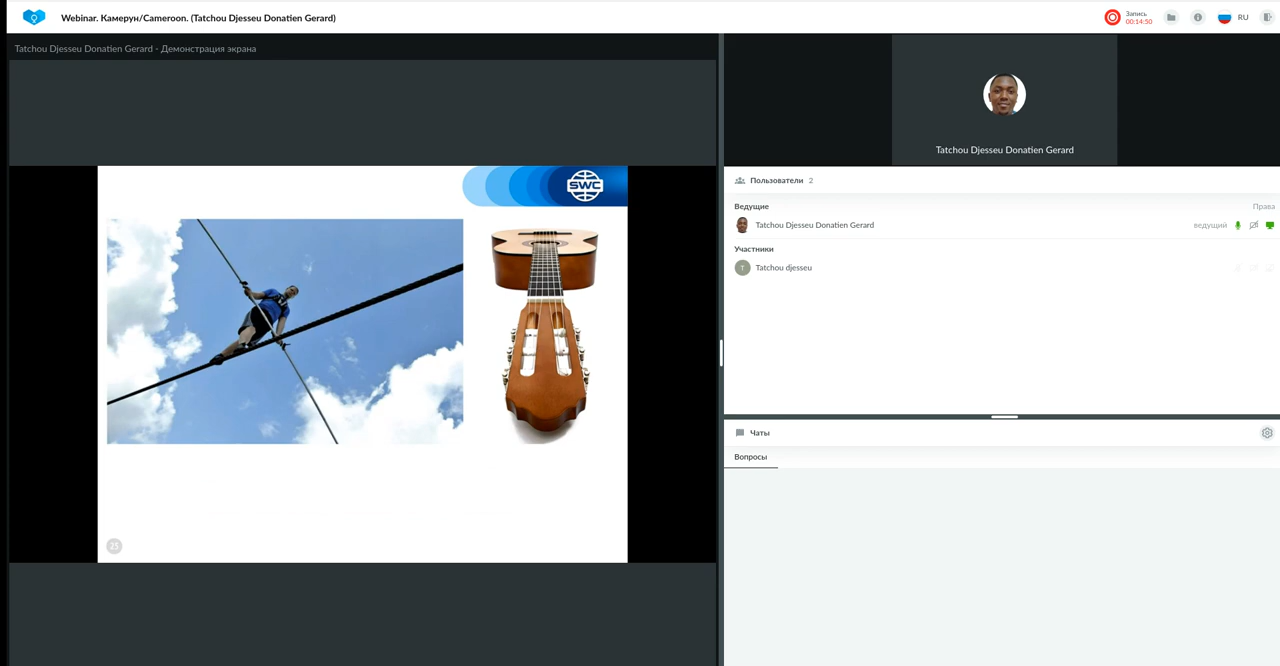 Webinar. Камерун/Cameroon. (Tatchou Djesseu Donatien Gerard)
Запись
00:14:50
RU
Tatchou Djesseu Donatien Gerard - Демонстрация экрана
SWC
25
Tatchou Djesseu Donatien Gerard
Пользователи 2
Ведущие Права
Tatchou Djesseu Donatien Gerard ведущий
Участники
T Tatchou djesseu
Чаты
Вопросы